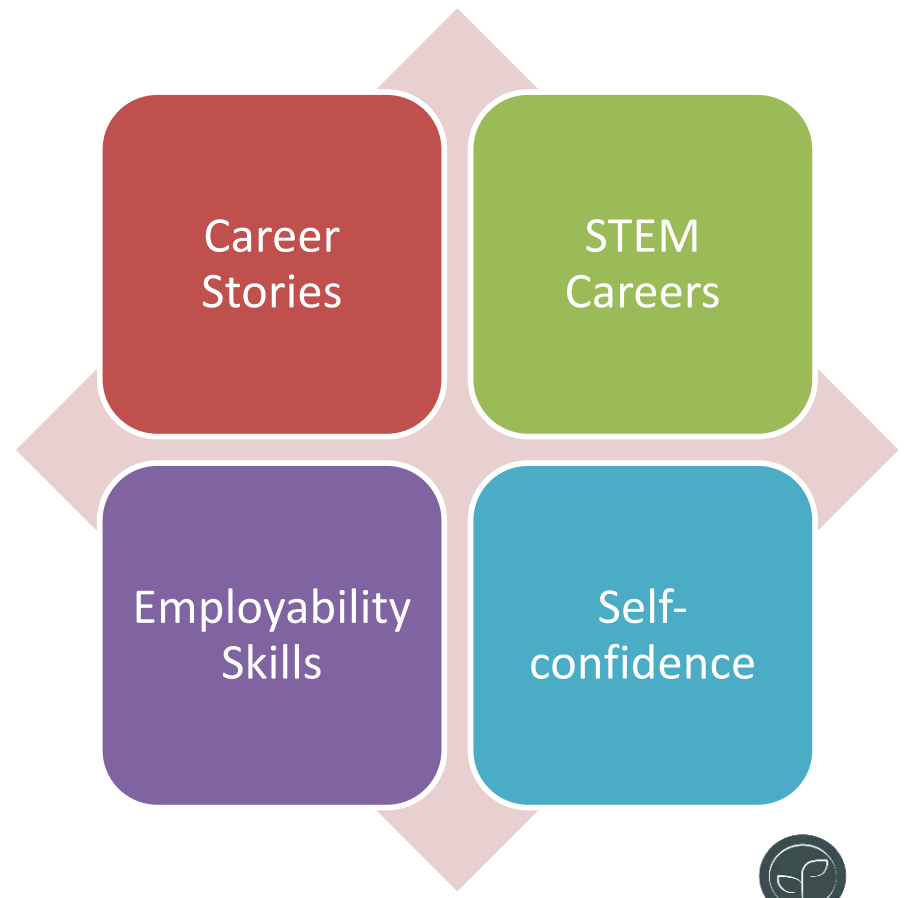 Career
Stories
STEM
Careers
Employability
Skills
Self-
confidence